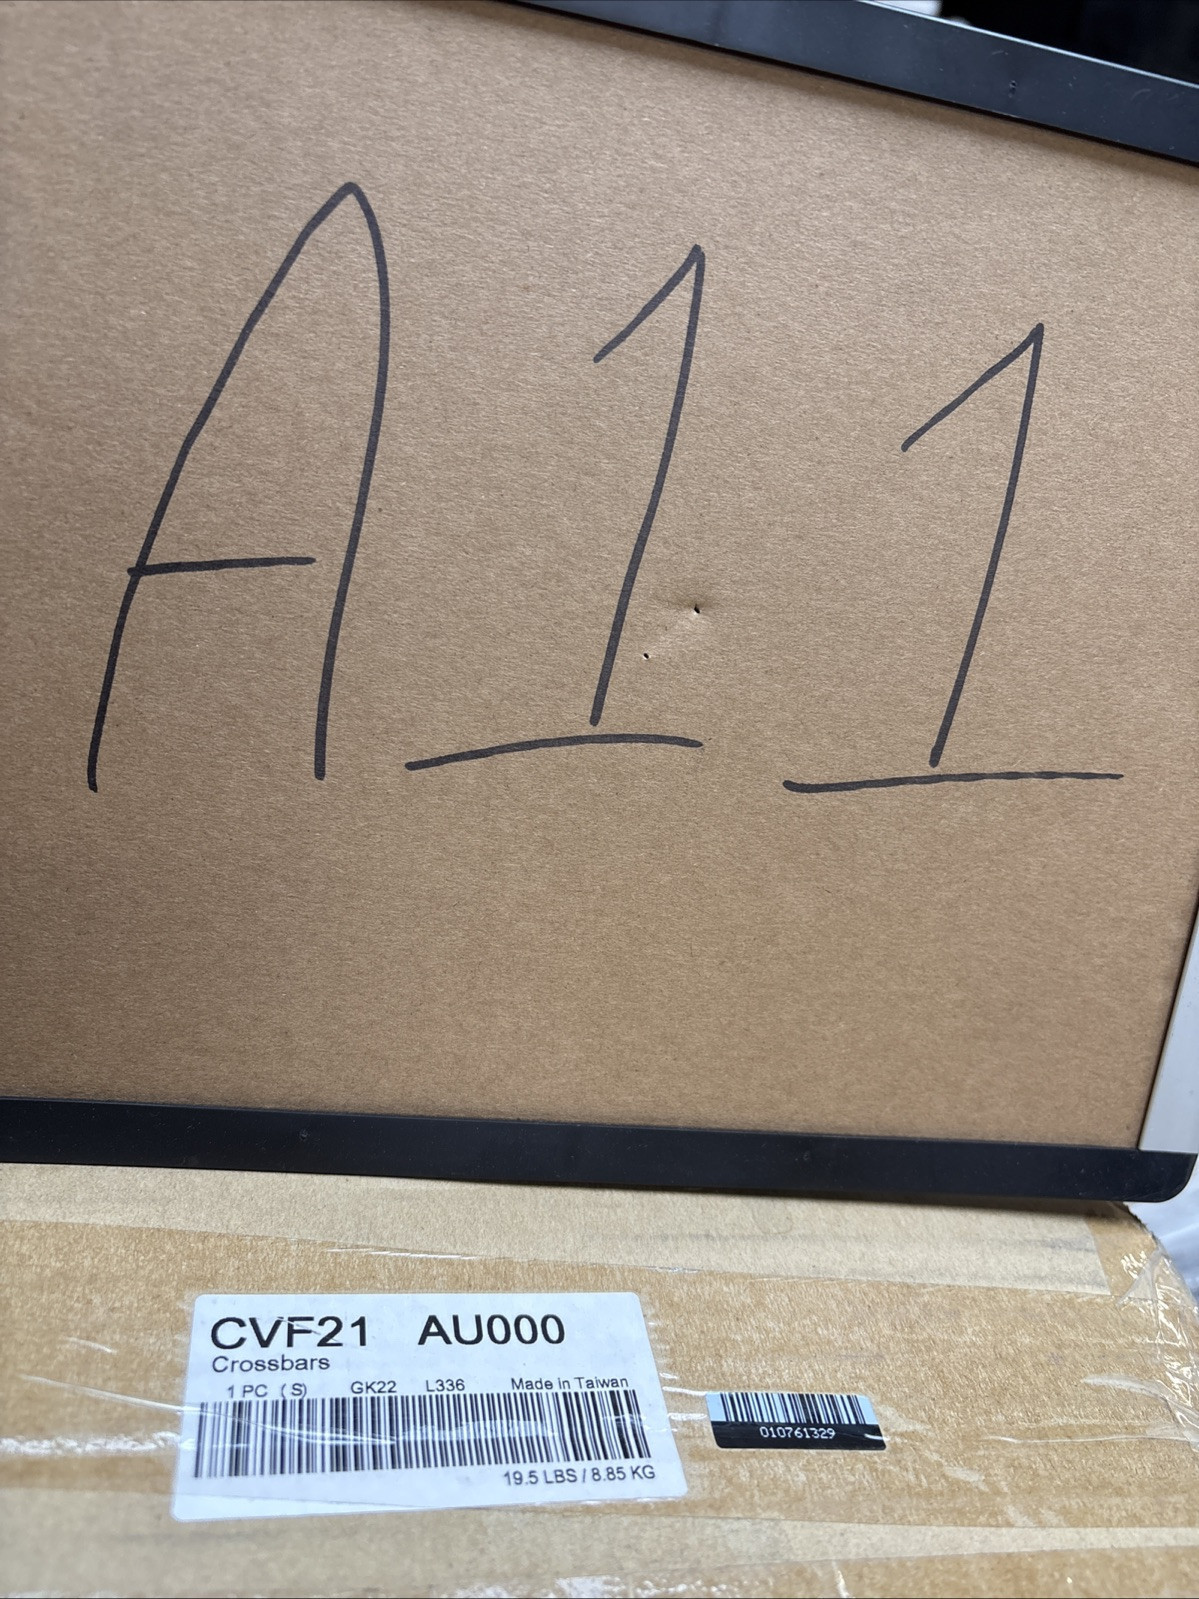 A11
CVF21 AU000
Crossbars
1 PC (S) GK22 L336 Made in Taiwan
19.5 LBS / 8.85 KG
010761329